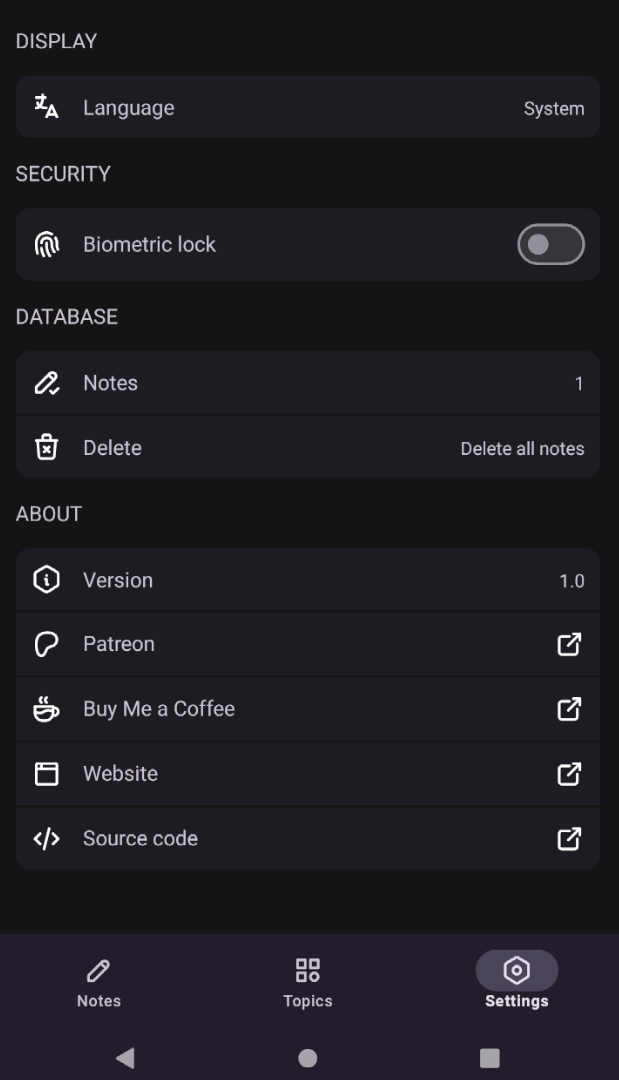 DISPLAY
Language System
SECURITY
Biometric lock
DATABASE
Notes 1
Delete Delete all notes
ABOUT
Version 1.0
Patreon
Buy Me a Coffee
Website
Source code
Notes Topics Settings